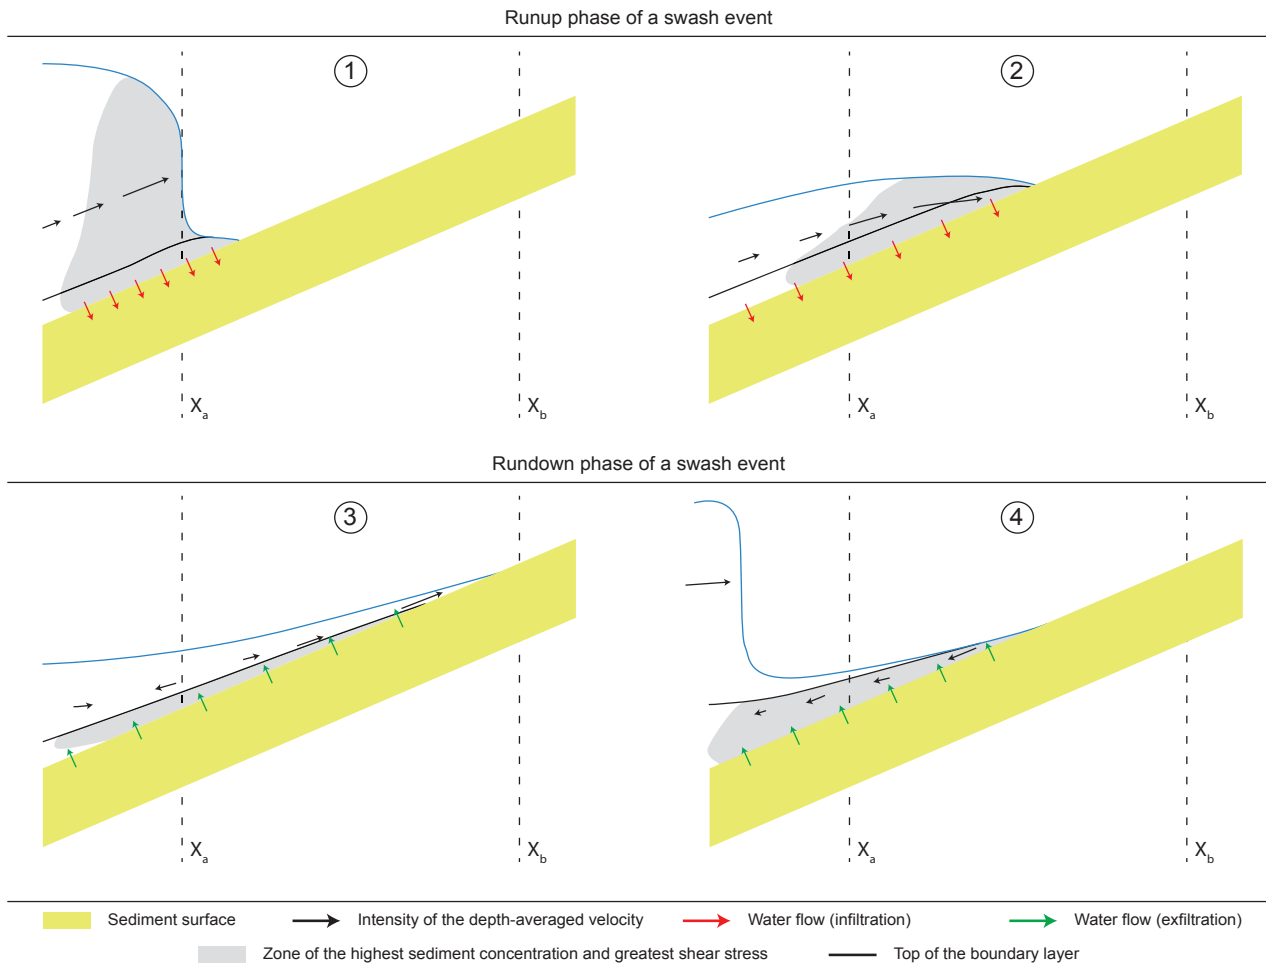 Runup phase of a swash event
1
2
Xa
Xb
Xa
Xb
Rundown phase of a swash event
3
4
Xa
Xb
Xa
Xb
Sediment surface
Intensity of the depth-averaged velocity
Water flow (infiltration)
Water flow (exfiltration)
Zone of the highest sediment concentration and greatest shear stress
Top of the boundary layer